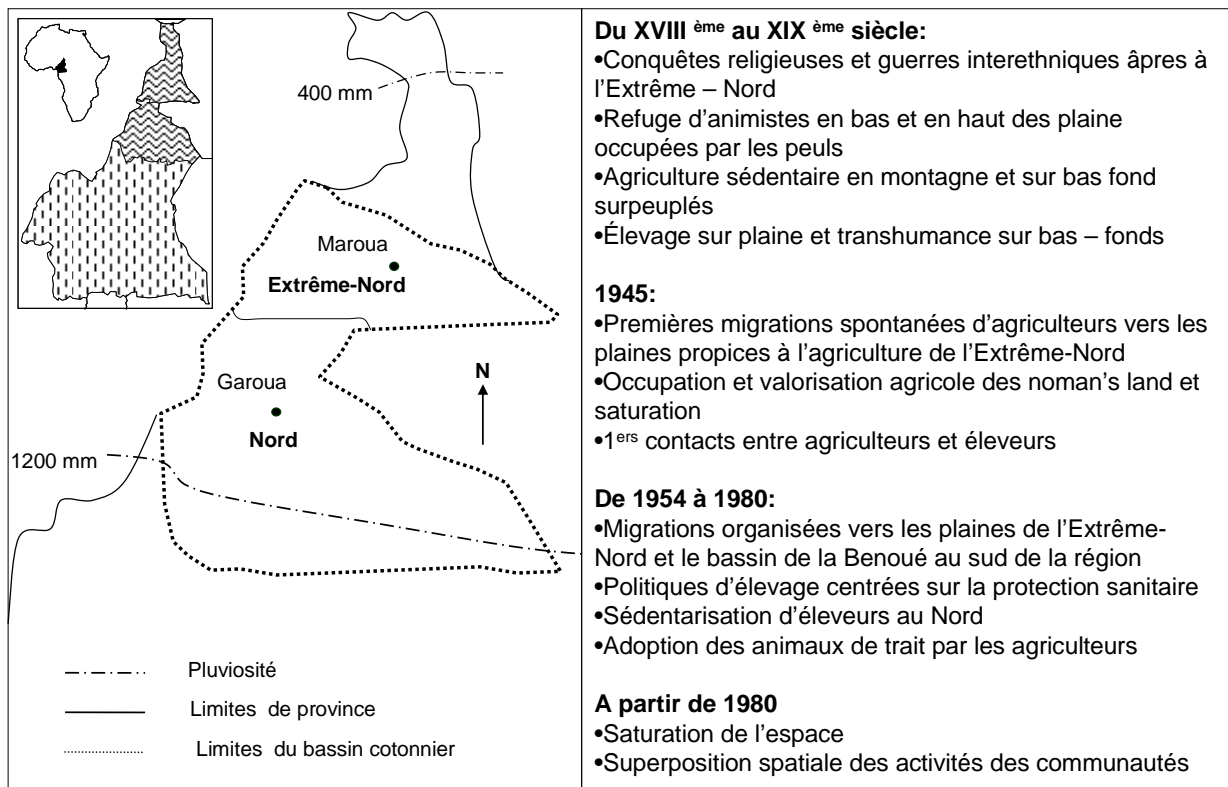 400 mm
Maroua
Extrême-Nord
Garoua
N
Nord
1200 mm
Pluviosité
Limites de province
Limites du bassin cotonnier
Du XVIII ème au XIX ème siècle:
•Conquêtes religieuses et guerres interethniques âpres à
l’Extrême – Nord
•Refuge d’animistes en bas et en haut des plaine
occupées par les peuls
•Agriculture sédentaire en montagne et sur bas fond
surpeuplés
•Élevage sur plaine et transhumance sur bas – fonds
1945:
•Premières migrations spontanées d’agriculteurs vers les
plaines propices à l’agriculture de l’Extrême-Nord
•Occupation et valorisation agricole des noman’s land et
saturation
•1ers contacts entre agriculteurs et éleveurs
De 1954 à 1980:
•Migrations organisées vers les plaines de l’Extrême-
Nord et le bassin de la Benoué au sud de la région
•Politiques d’élevage centrées sur la protection sanitaire
•Sédentarisation d’éleveurs au Nord
•Adoption des animaux de trait par les agriculteurs
A partir de 1980
•Saturation de l’espace
•Superposition spatiale des activités des communautés